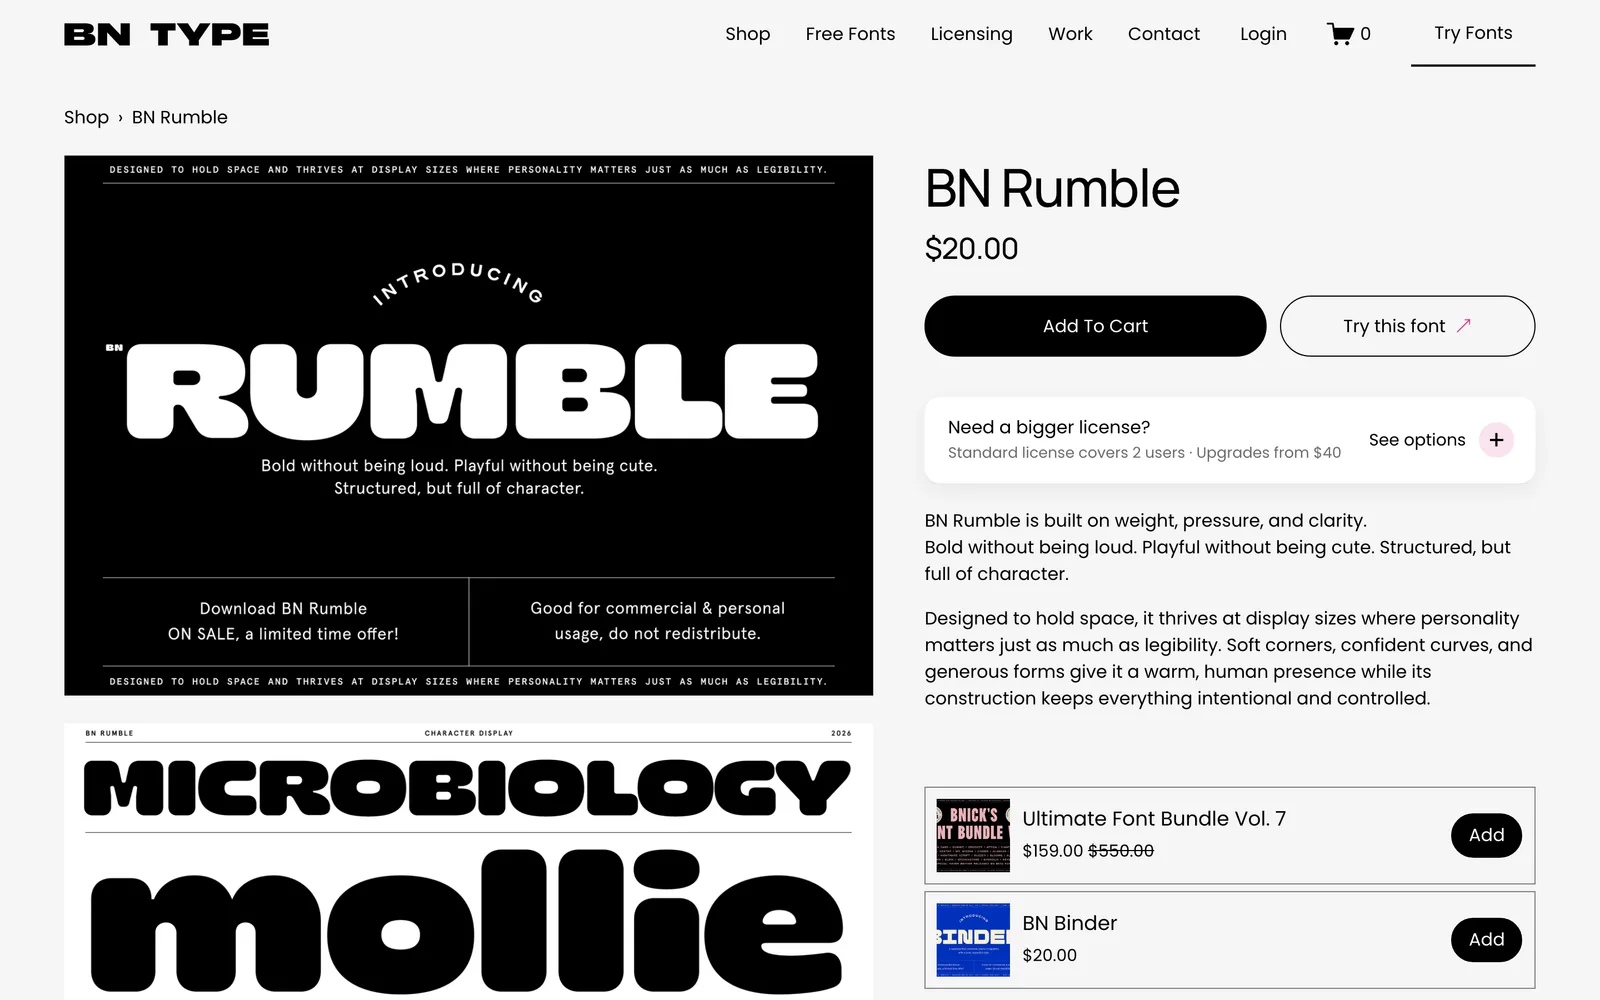 BN TYPE
Shop
Free Fonts
Licensing
Work
Contact
Login
0
Try Fonts
Shop › BN Rumble
DESIGNED TO HOLD SPACE AND THRIVES AT DISPLAY SIZES WHERE PERSONALITY MATTERS JUST AS MUCH AS LEGIBILITY.
INTRODUCING
BN RUMBLE
Bold without being loud. Playful without being cute.
Structured, but full of character.
Download BN Rumble
ON SALE, a limited time offer!
Good for commercial & personal
usage, do not redistribute.
DESIGNED TO HOLD SPACE AND THRIVES AT DISPLAY SIZES WHERE PERSONALITY MATTERS JUST AS MUCH AS LEGIBILITY.
BN RUMBLE
CHARACTER DISPLAY
2026
MICROBIOLOGY
mollie
BN Rumble
$20.00
Add To Cart
Try this font ↗
Need a bigger license?
Standard license covers 2 users · Upgrades from $40
See options +
BN Rumble is built on weight, pressure, and clarity.
Bold without being loud. Playful without being cute. Structured, but
full of character.
Designed to hold space, it thrives at display sizes where personality
matters just as much as legibility. Soft corners, confident curves, and
generous forms give it a warm, human presence while its
construction keeps everything intentional and controlled.
BNICK'S
NT BUNDLE
Ultimate Font Bundle Vol. 7
$159.00 $550.00
Add
INTRODUCING
BINDE
BN Binder
$20.00
Add